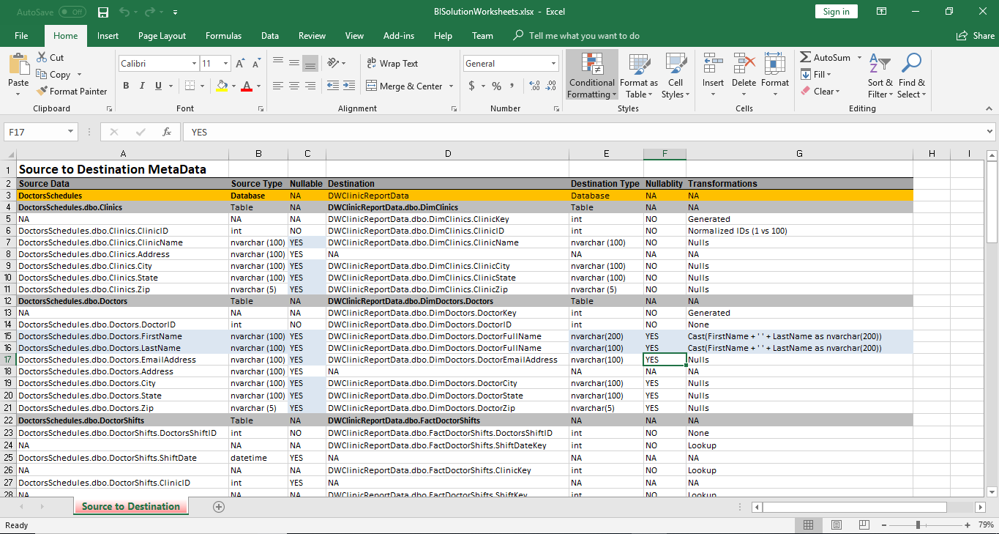 AutoSave Off BISolutionWorksheets.xlsx - Excel Sign in
File Home Insert Page Layout Formulas Data Review View Add-ins Help Team Tell me what you want to do Share
Paste Cut Copy Format Painter Clipboard
Calibri 11 B I U A A A Font
Wrap Text Merge & Center Alignment
General $ % , .00 .0 Number
Conditional Formatting Format as Table Cell Styles Styles
Insert Delete Format Cells
AutoSum Fill Clear Sort & Filter Find & Select Editing
F17 fx YES
A B C D E F G H I
1 Source to Destination MetaData
2 Source Data Source Type Nullable Destination Destination Type Nullablity Transformations
3 DoctorsSchedules Database NA DWClinicReportData Database NA NA
4 DoctorsSchedules.dbo.Clinics Table NA DWClinicReportData.dbo.DimClinics Table NA NA
5 NA NA NA DWClinicReportData.dbo.DimClinics.ClinicKey int NO Generated
6 DoctorsSchedules.dbo.Clinics.ClinicID int NO DWClinicReportData.dbo.DimClinics.ClinicID int NO Normalized IDs (1 vs 100)
7 DoctorsSchedules.dbo.Clinics.ClinicName nvarchar (100) YES DWClinicReportData.dbo.DimClinics.ClinicName nvarchar (100) NO Nulls
8 DoctorsSchedules.dbo.Clinics.Address nvarchar (100) YES NA NA NA NA
9 DoctorsSchedules.dbo.Clinics.City nvarchar (100) YES DWClinicReportData.dbo.DimClinics.ClinicCity nvarchar (100) NO Nulls
10 DoctorsSchedules.dbo.Clinics.State nvarchar (100) YES DWClinicReportData.dbo.DimClinics.ClinicState nvarchar (100) NO Nulls
11 DoctorsSchedules.dbo.Clinics.Zip nvarchar (5) YES DWClinicReportData.dbo.DimClinics.ClinicZip nvarchar (5) NO Nulls
12 DoctorsSchedules.dbo.Doctors Table NA DWClinicReportData.dbo.DimDoctors.Doctors Table NA NA
13 NA NA NA DWClinicReportData.dbo.DimDoctors.DoctorKey int NO Generated
14 DoctorsSchedules.dbo.Doctors.DoctorID int NO DWClinicReportData.dbo.DimDoctors.DoctorID int NO None
15 DoctorsSchedules.dbo.Doctors.FirstName nvarchar (100) YES DWClinicReportData.dbo.DimDoctors.DoctorFullName nvarchar(200) YES Cast(FirstName + ' ' + LastName as nvarchar(200))
16 DoctorsSchedules.dbo.Doctors.LastName nvarchar (100) YES DWClinicReportData.dbo.DimDoctors.DoctorFullName nvarchar(100) YES Cast(FirstName + ' ' + LastName as nvarchar(200))
17 DoctorsSchedules.dbo.Doctors.EmailAddress nvarchar (100) YES DWClinicReportData.dbo.DimDoctors.DoctorEmailAddress nvarchar(100) YES Nulls
18 DoctorsSchedules.dbo.Doctors.Address nvarchar (100) YES NA NA NA NA
19 DoctorsSchedules.dbo.Doctors.City nvarchar (100) YES DWClinicReportData.dbo.DimDoctors.DoctorCity nvarchar(100) YES Nulls
20 DoctorsSchedules.dbo.Doctors.State nvarchar (100) YES DWClinicReportData.dbo.DimDoctors.DoctorState nvarchar(100) YES Nulls
21 DoctorsSchedules.dbo.Doctors.Zip nvarchar (5) YES DWClinicReportData.dbo.DimDoctors.DoctorZip nvarchar(5) YES Nulls
22 DoctorsSchedules.dbo.DoctorShifts Table NA DWClinicReportData.dbo.FactDoctorShifts NA NA NA
23 DoctorsSchedules.dbo.DoctorShifts.DoctorsShiftID int NO DWClinicReportData.dbo.FactDoctorShifts.DoctorsShiftID int NO None
24 NA NA NA DWClinicReportData.dbo.FactDoctorShifts.ShiftDateKey int NO Lookup
25 DoctorsSchedules.dbo.DoctorShifts.ShiftDate datetime YES NA NA NA NA
26 NA NA NA DWClinicReportData.dbo.FactDoctorShifts.ClinicKey int NO Lookup
27 DoctorsSchedules.dbo.DoctorShifts.ClinicID int YES NA NA NA NA
28 NA NA NA DWClinicReportData.dbo.FactDoctorShifts.ShiftKey int NO Lookup
Source to Destination
Ready 79%